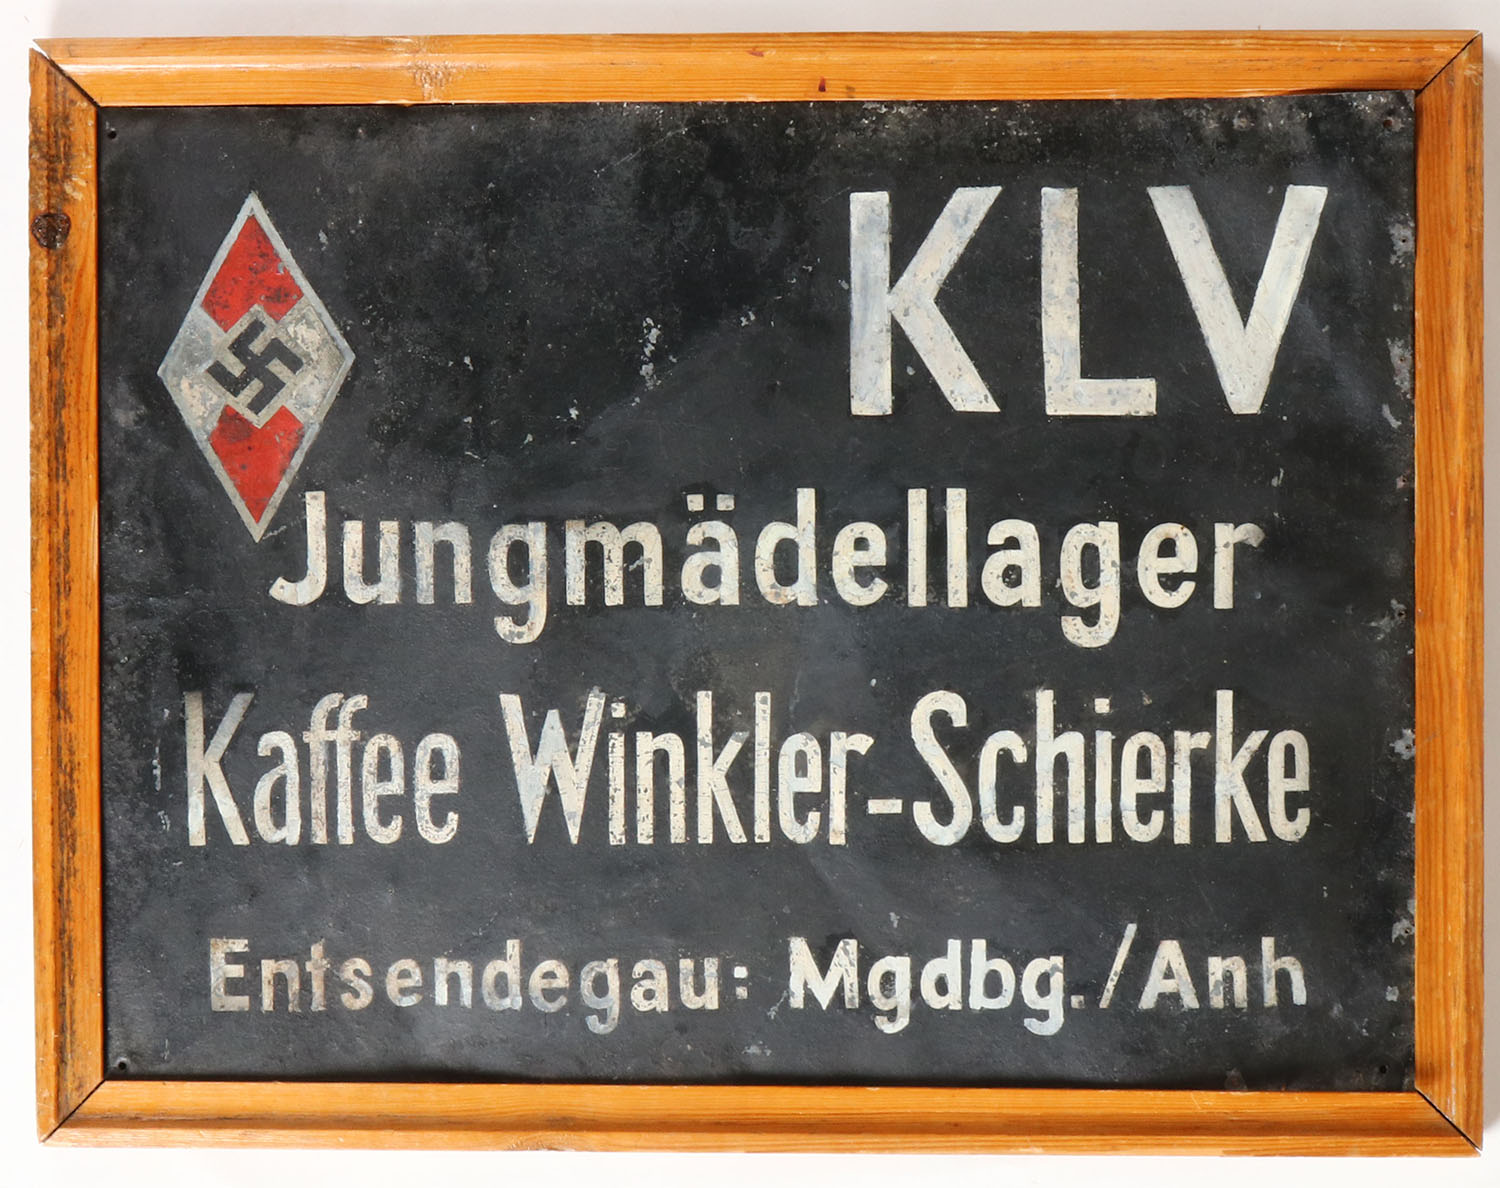 KLV
Jungmädellager
Kaffee Winkler-Schierke
Entsendegau: Mgdbg./Anh